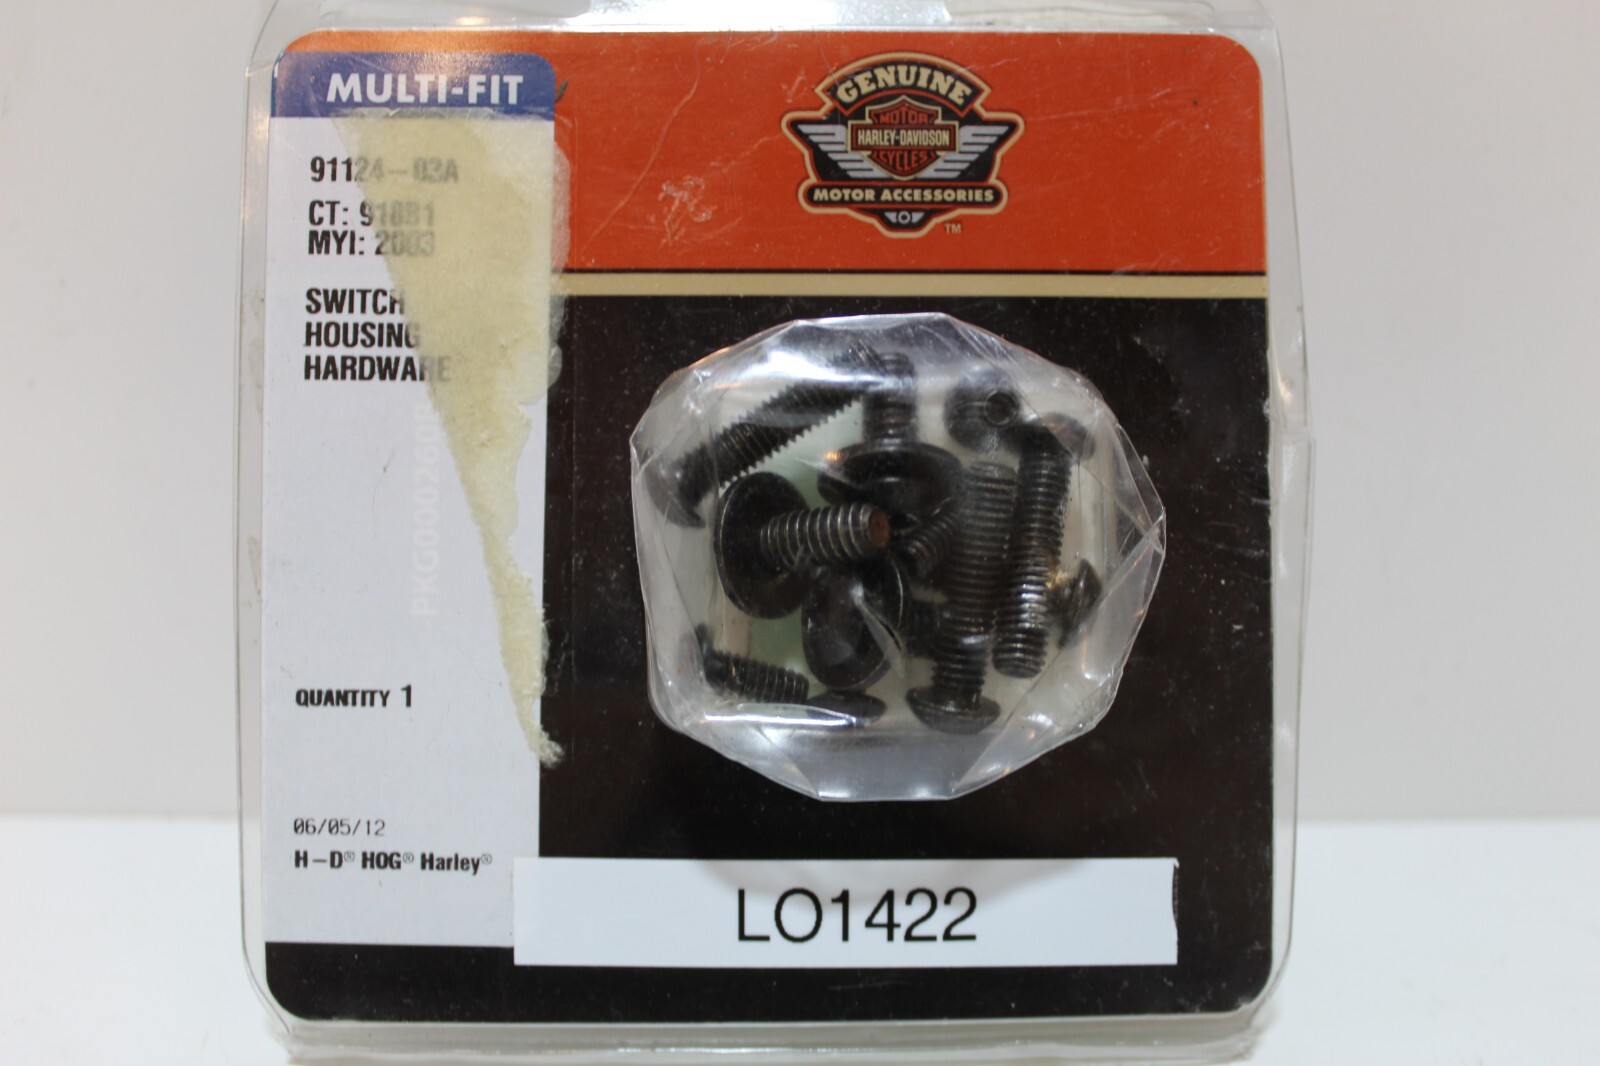 MULTI-FIT
91124-03A
CT: 918B1
MYI: 2003
SWITCH
HOUSING
HARDWARE
QUANTITY 1
06/05/12
H-D® HOG® Harley®
GENUINE
MOTOR
HARLEY-DAVIDSON
CYCLES
MOTOR ACCESSORIES
TM
LO1422